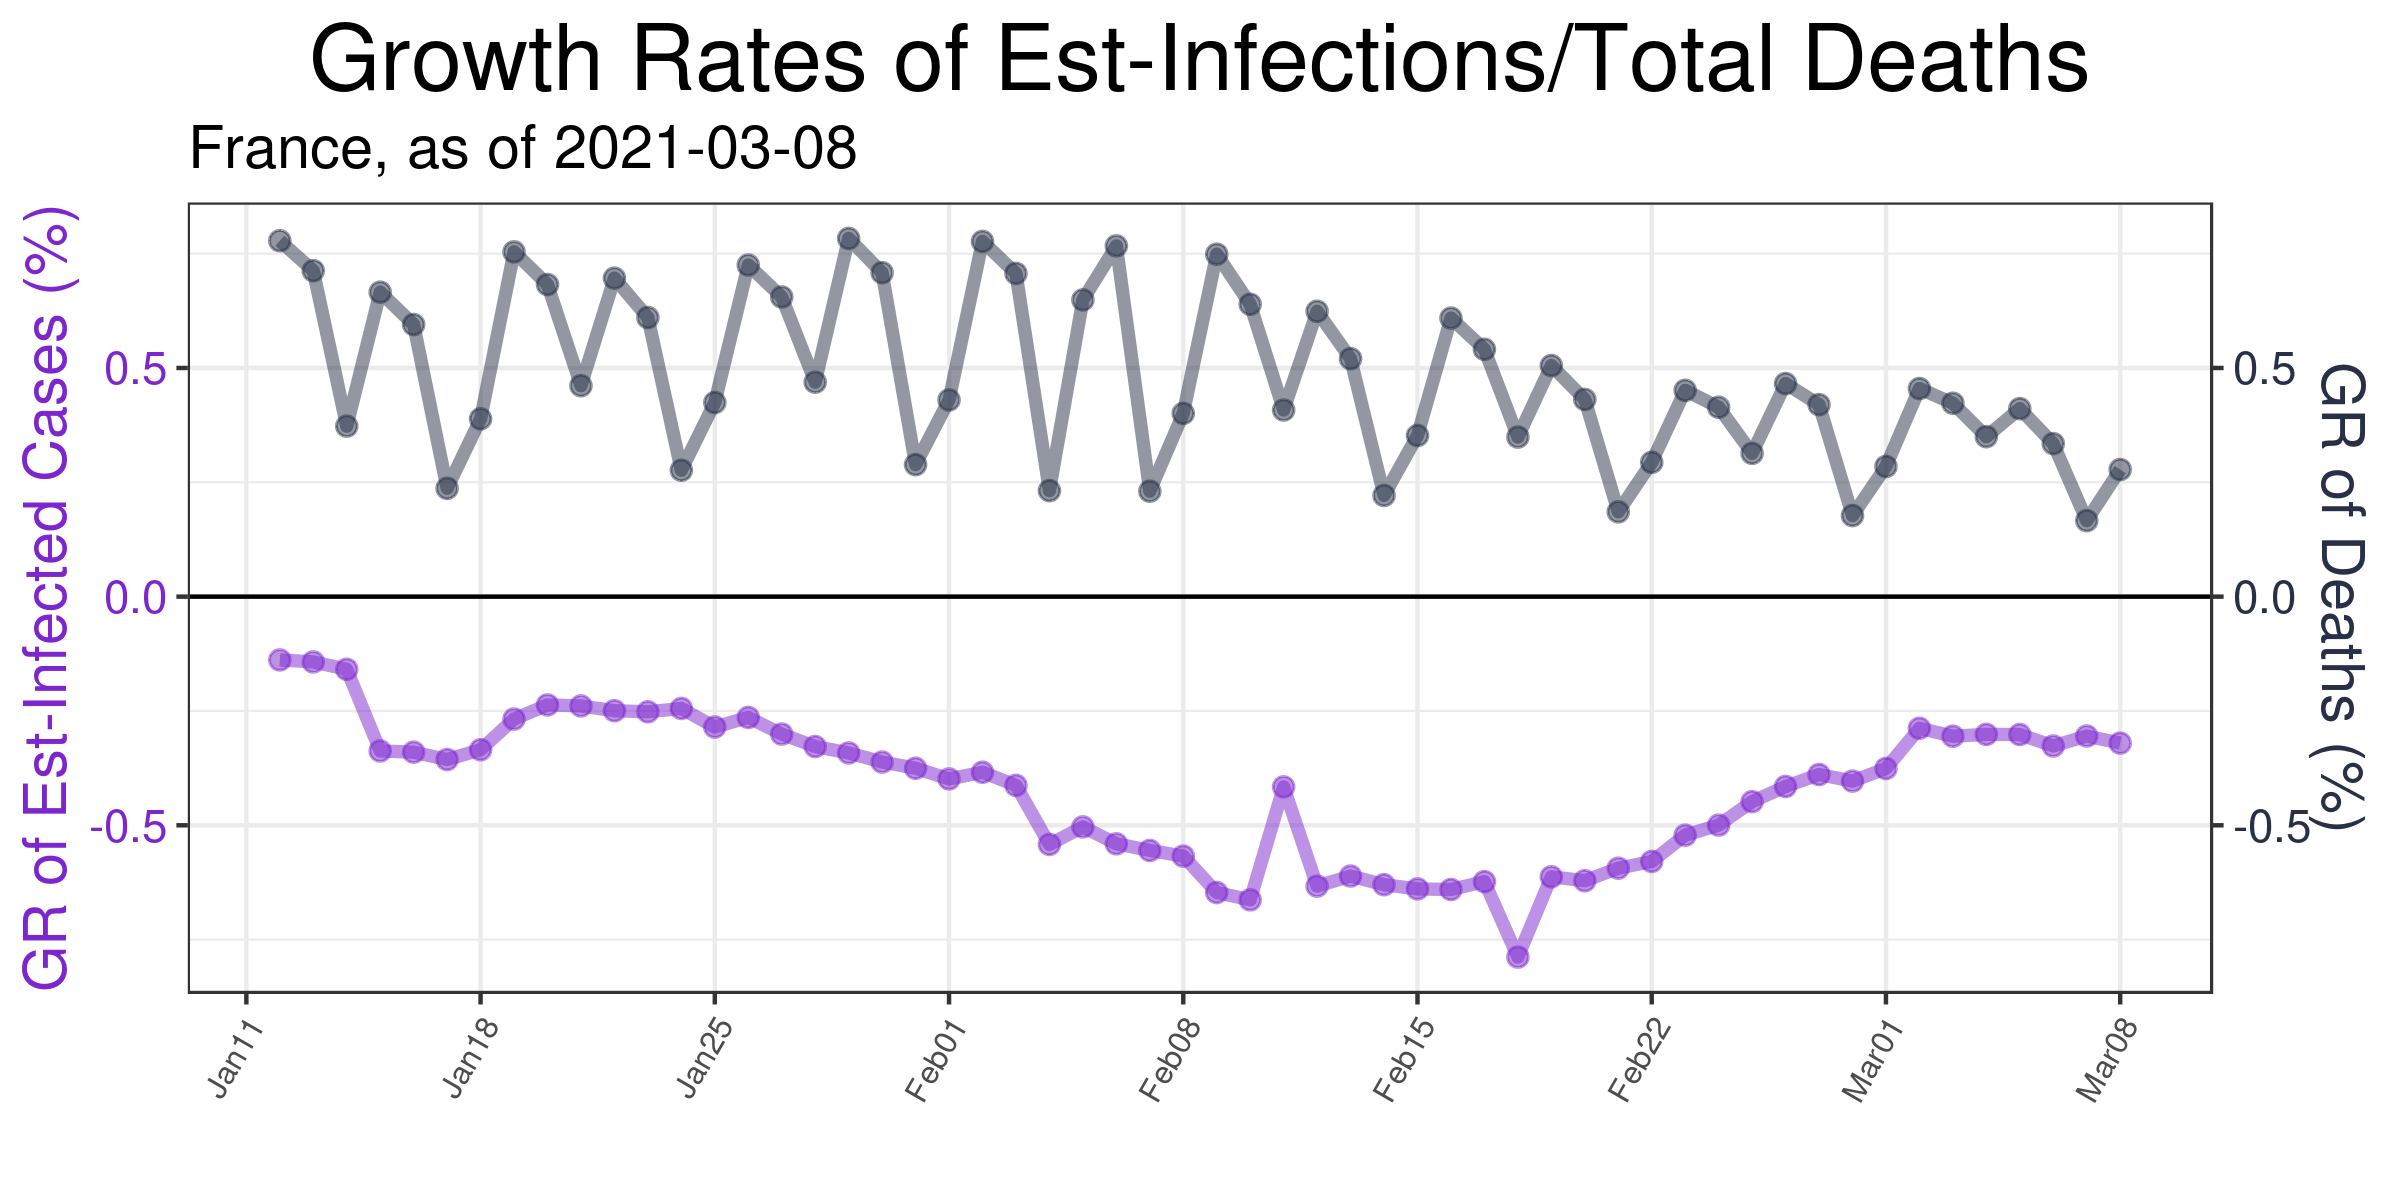 Growth Rates of Est-Infections/Total Deaths
France, as of 2021-03-08
GR of Est-Infected Cases (%)
0.5
0.0
-0.5
0.5
0.0
-0.5
GR of Deaths (%)
Jan11
Jan18
Jan25
Feb01
Feb08
Feb15
Feb22
Mar01
Mar08